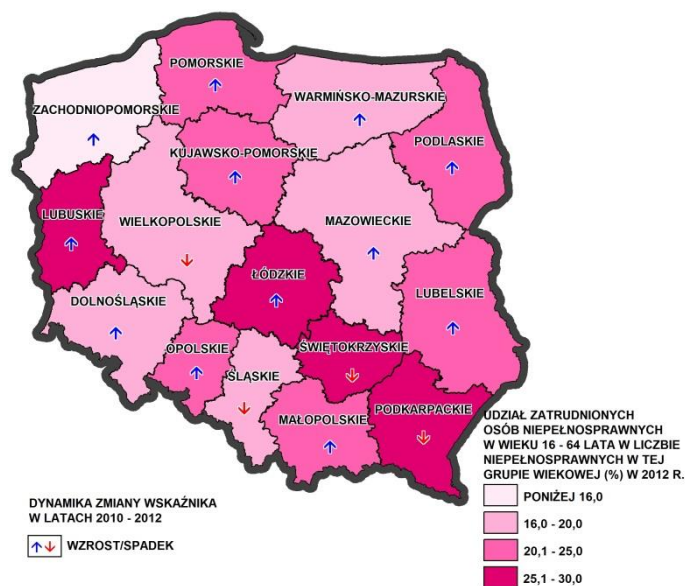 POMORSKIE
WARMIŃSKO-MAZURSKIE
ZACHODNIOPOMORSKIE
PODLASKIE
KUJAWSKO-POMORSKIE
LUBUSKIE
WIELKOPOLSKIE
MAZOWIECKIE
ŁÓDZKIE
LUBELSKIE
DOLNOŚLĄSKIE
OPOLSKIE
ŚWIĘTOKRZYSKIE
ŚLĄSKIE
MAŁOPOLSKIE
PODKARPACKIE
UDZIAŁ ZATRUDNIONYCH
OSÓB NIEPEŁNOSPRAWNYCH
W WIEKU 16 - 64 LATA W LICZBIE
NIEPEŁNOSPRAWNYCH W TEJ
GRUPIE WIEKOWEJ (%) W 2012 R.
PONIŻEJ 16,0
16,0 - 20,0
20,1 - 25,0
25,1 - 30,0
DYNAMIKA ZMIANY WSKAŹNIKA
W LATACH 2010 - 2012
WZROST/SPADEK